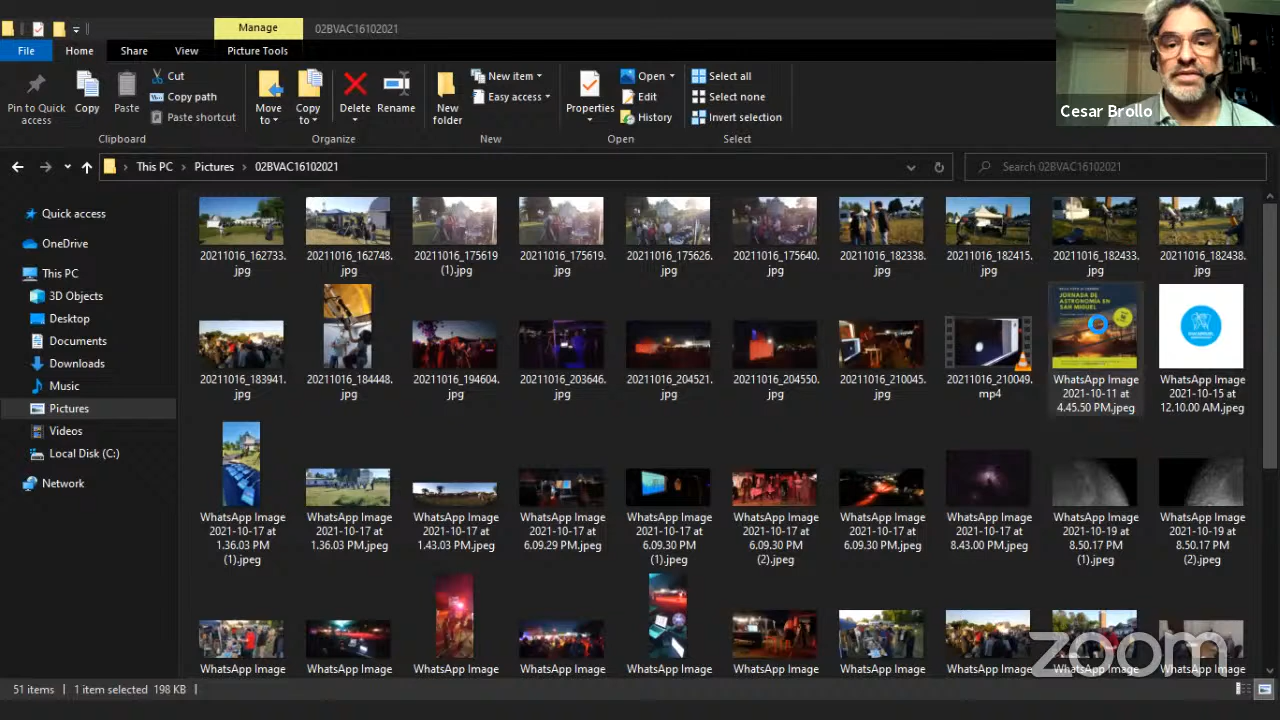 Manage
02BVAC16102021
File
Home
Share
View
Picture Tools
Cesar Brollo
Pin to Quick access
Copy
Paste
Cut
Copy path
Paste shortcut
Move to
Copy to
Delete
Rename
New folder
New item
Easy access
Properties
Open
Edit
History
Select all
Select none
Invert selection
Clipboard
Organize
New
Open
Select
This PC
Pictures
02BVAC16102021
Search 02BVAC16102021
Quick access
OneDrive
This PC
3D Objects
Desktop
Documents
Downloads
Music
Pictures
Videos
Local Disk (C:)
Network
20211016_162733.jpg
20211016_162748.jpg
20211016_175619 (1).jpg
20211016_175619.jpg
20211016_175626.jpg
20211016_175640.jpg
20211016_182338.jpg
20211016_182415.jpg
20211016_182433.jpg
20211016_182438.jpg
JORNADA DE
ASTRONOMÍA EN
SAN MIGUEL
20211016_183941.jpg
20211016_184448.jpg
20211016_194604.jpg
20211016_203646.jpg
20211016_204521.jpg
20211016_204550.jpg
20211016_210045.jpg
20211016_210049.mp4
WhatsApp Image 2021-10-11 at 4.45.50 PM.jpeg
WhatsApp Image 2021-10-15 at 12.10.00 AM.jpeg
WhatsApp Image 2021-10-17 at 1.36.03 PM (1).jpeg
WhatsApp Image 2021-10-17 at 1.36.03 PM.jpeg
WhatsApp Image 2021-10-17 at 1.43.03 PM.jpeg
WhatsApp Image 2021-10-17 at 6.09.29 PM.jpeg
WhatsApp Image 2021-10-17 at 6.09.30 PM (1).jpeg
WhatsApp Image 2021-10-17 at 6.09.30 PM (2).jpeg
WhatsApp Image 2021-10-17 at 6.09.30 PM.jpeg
WhatsApp Image 2021-10-17 at 8.43.00 PM.jpeg
WhatsApp Image 2021-10-19 at 8.50.17 PM (1).jpeg
WhatsApp Image 2021-10-19 at 8.50.17 PM (2).jpeg
WhatsApp Image
WhatsApp Image
WhatsApp Image
WhatsApp Image
WhatsApp Image
WhatsApp Image
WhatsApp Image
WhatsApp Image
WhatsApp Image
WhatsApp Image
zoom
51 items
1 item selected 198 KB